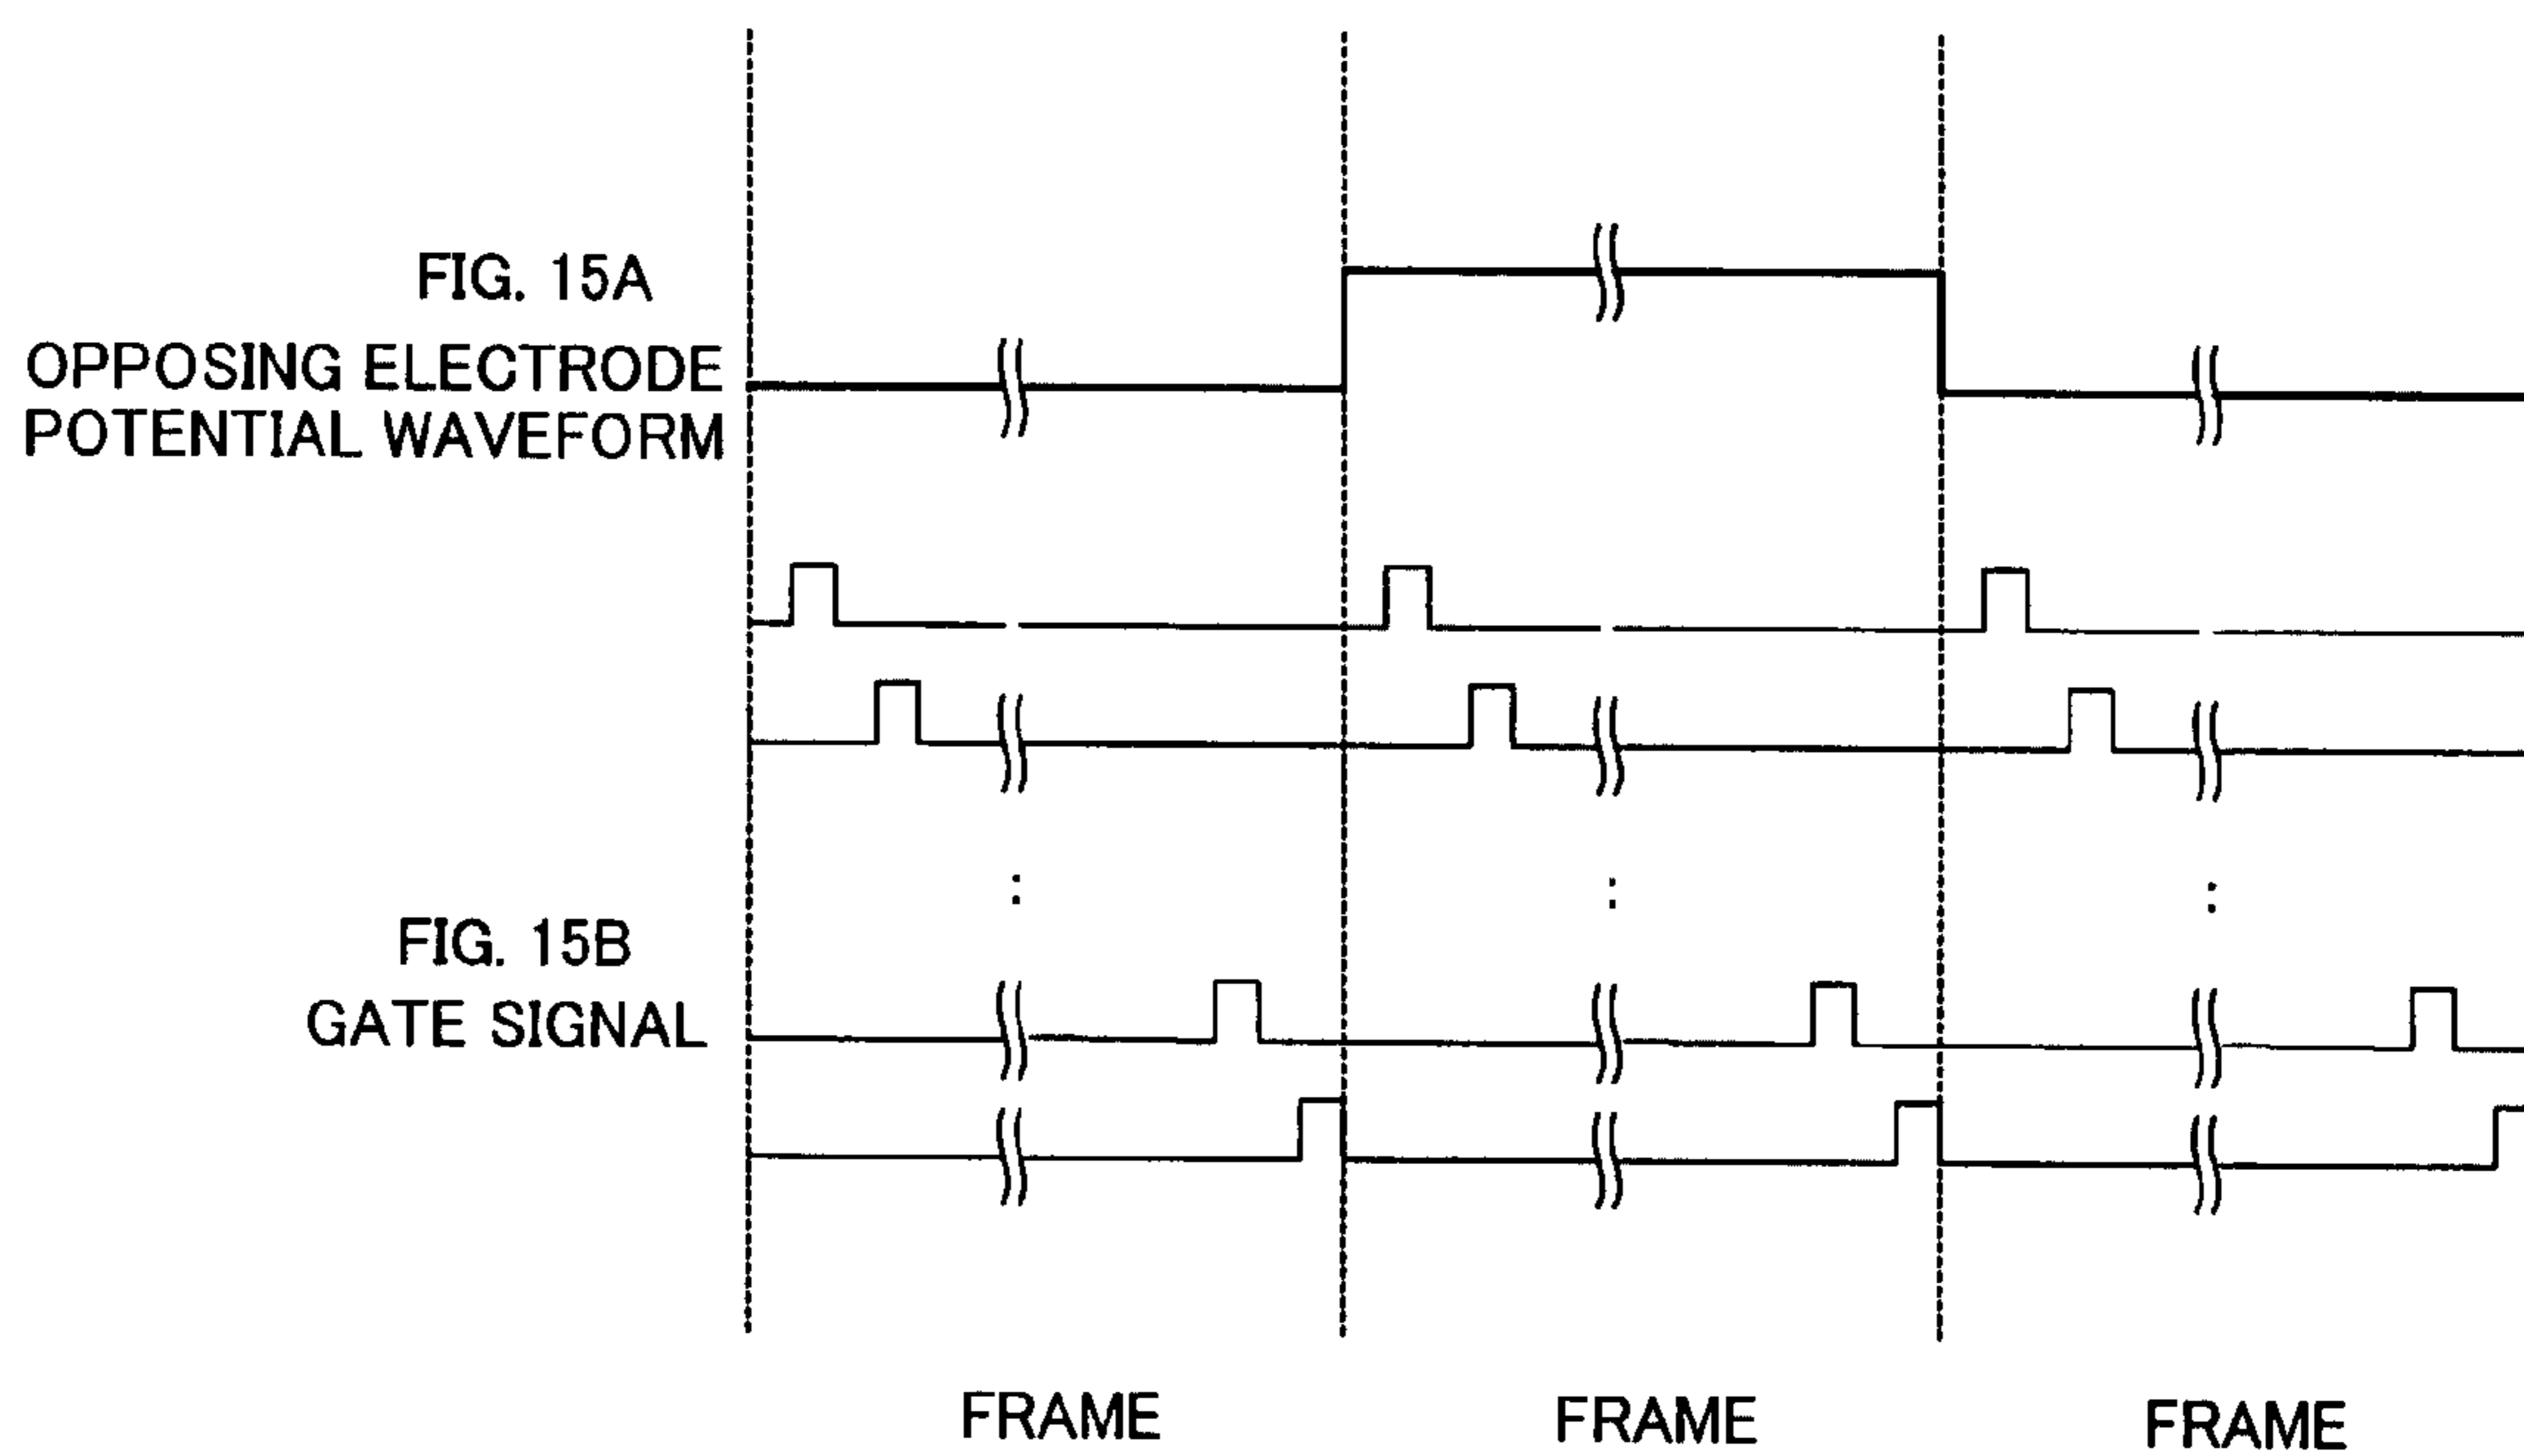 FIG. 15A
OPPOSING ELECTRODE
POTENTIAL WAVEFORM
FIG. 15B
GATE SIGNAL
FRAME
FRAME
FRAME